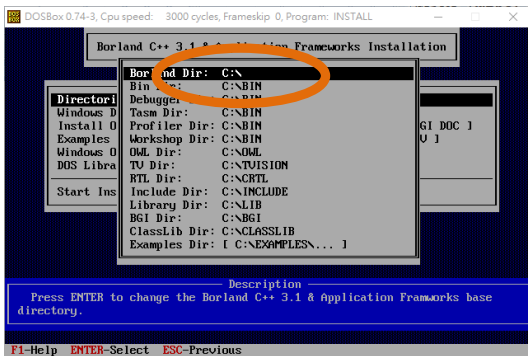 DOSBox 0.74-3, Cpu speed: 3000 cycles, Frameskip 0, Program: INSTALL
Borland C++ 3.1 & Application Frameworks Installation
Borland Dir: C:\
Bin Dir: C:\BIN
Directori Debugger Dir: C:\BIN
Windows D Tasm Dir: C:\BIN
Install O Profiler Dir: C:\BIN GI DOC ]
Examples Workshop Dir: C:\BIN V ]
Windows O OWL Dir: C:\OWL
DOS Libra TV Dir: C:\TVISION
RTL Dir: C:\CRTL
Start Ins Include Dir: C:\INCLUDE
Library Dir: C:\LIB
BGI Dir: C:\BGI
ClassLib Dir: C:\CLASSLIB
Examples Dir: [ C:\EXAMPLES\... ]
Description
Press ENTER to change the Borland C++ 3.1 & Application Framworks base
directory.
F1-Help ENTER-Select ESC-Previous